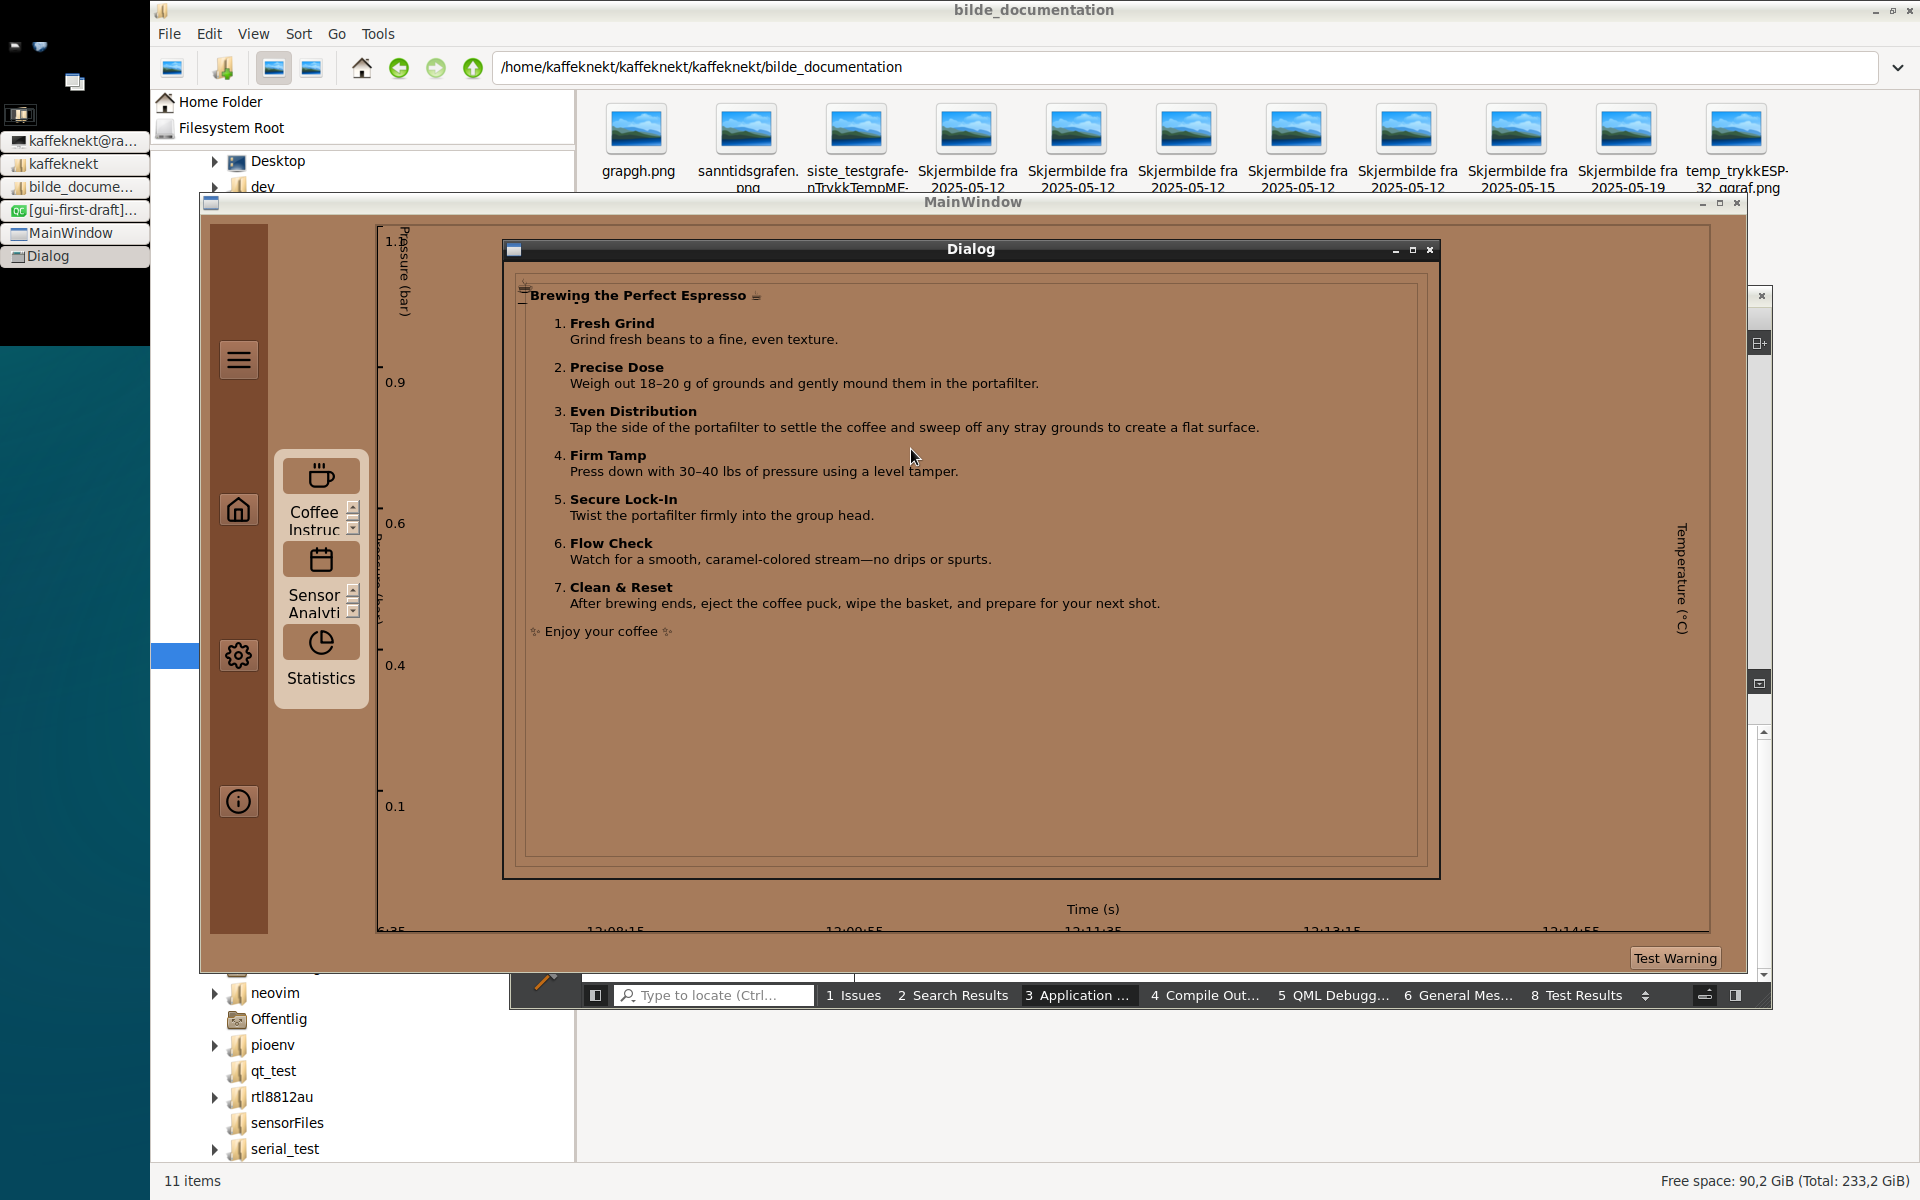 bilde_documentation
File Edit View Sort Go Tools
/home/kaffeknekt/kaffeknekt/kaffeknekt/bilde_documentation
Home Folder
Filesystem Root
Desktop
dev
kaffeknekt@ra...
kaffeknekt
bilde_docume...
[gui-first-draft]...
MainWindow
Dialog
grapgh.png
sanntidsgrafen.
png
siste_testgrafe-
nTrykkTempMF-
Skjermbilde fra
2025-05-12
Skjermbilde fra
2025-05-12
Skjermbilde fra
2025-05-12
Skjermbilde fra
2025-05-12
Skjermbilde fra
2025-05-12
Skjermbilde fra
2025-05-15
Skjermbilde fra
2025-05-19
temp_trykkESP-
32_ggraf.png
MainWindow
Pressure (bar)
0.9
0.6
0.4
0.1
Coffee
Instruc
Sensor
Analyti
Statistics
Dialog
Brewing the Perfect Espresso ☕
1. Fresh Grind
Grind fresh beans to a fine, even texture.
2. Precise Dose
Weigh out 18–20 g of grounds and gently mound them in the portafilter.
3. Even Distribution
Tap the side of the portafilter to settle the coffee and sweep off any stray grounds to create a flat surface.
4. Firm Tamp
Press down with 30–40 lbs of pressure using a level tamper.
5. Secure Lock-In
Twist the portafilter firmly into the group head.
6. Flow Check
Watch for a smooth, caramel-colored stream—no drips or spurts.
7. Clean & Reset
After brewing ends, eject the coffee puck, wipe the basket, and prepare for your next shot.
✨ Enjoy your coffee ✨
Temperature (°C)
Time (s)
6:35 12:08:15 12:09:55 12:11:35 12:13:15 12:14:55
Test Warning
Type to locate (Ctrl...
1 Issues 2 Search Results 3 Application ... 4 Compile Out... 5 QML Debugg... 6 General Mes... 8 Test Results
neovim
Offentlig
pioenv
qt_test
rtl8812au
sensorFiles
serial_test
11 items
Free space: 90,2 GiB (Total: 233,2 GiB)